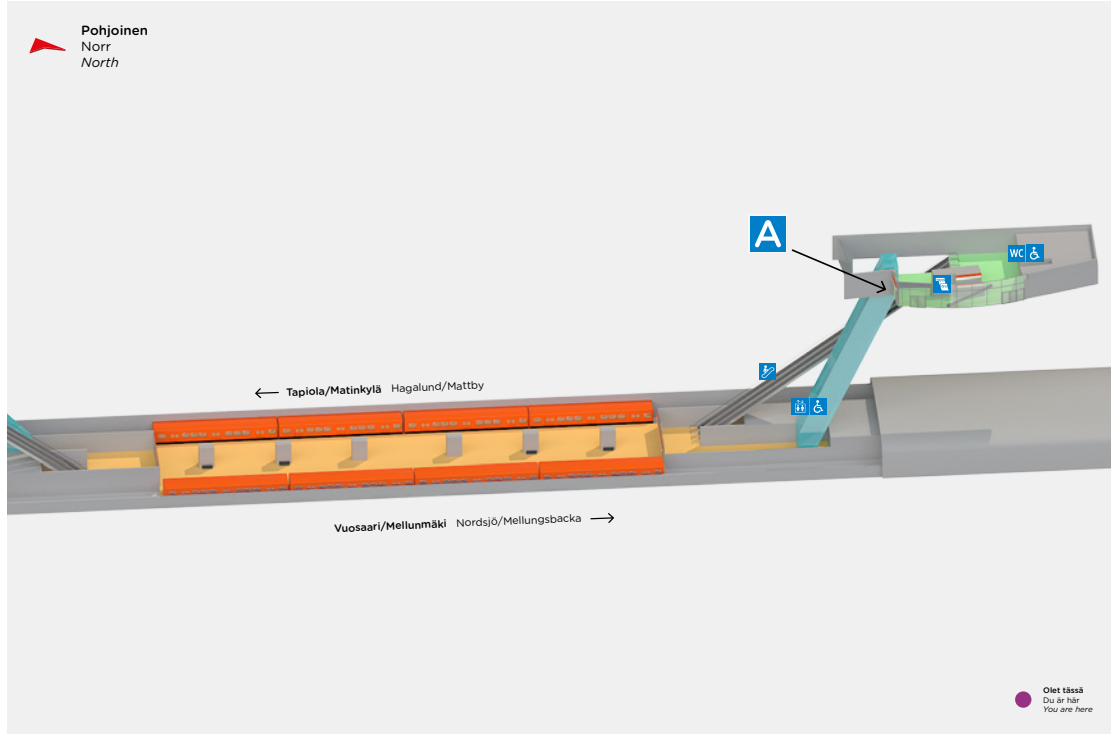 Pohjoinen
Norr
North
A
WC
Tapiola/Matinkylä Hagalund/Mattby
Vuosaari/Mellunmäki Nordsjö/Mellungsbacka
Olet tässä
Du är här
You are here